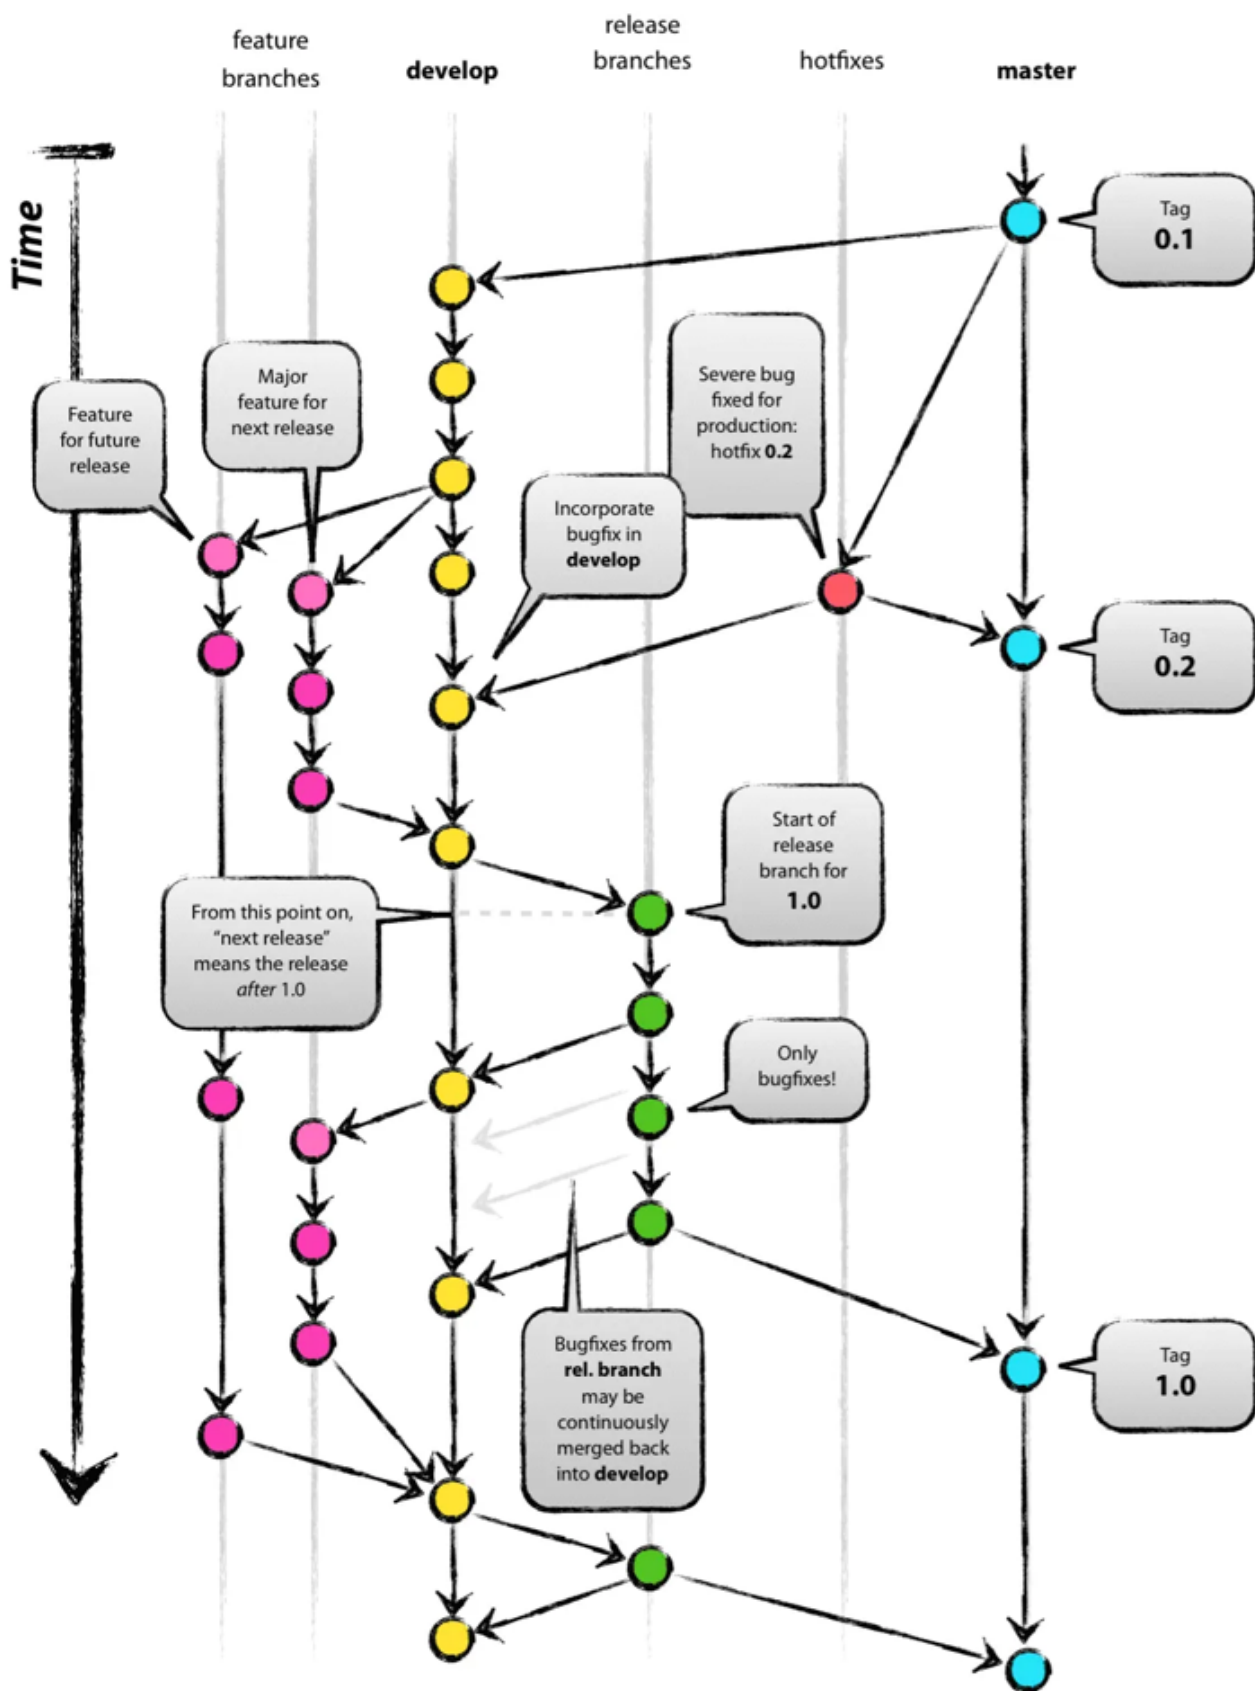 feature
branches
develop
release
branches
hotfixes
master
Time
Tag
0.1
Major
feature for
next release
Feature
for future
release
Severe bug
fixed for
production:
hotfix 0.2
Incorporate
bugfix in
develop
Tag
0.2
Start of
release
branch for
1.0
From this point on,
“next release”
means the release
after 1.0
Only
bugfixes!
Bugfixes from
rel. branch
may be
continuously
merged back
into develop
Tag
1.0